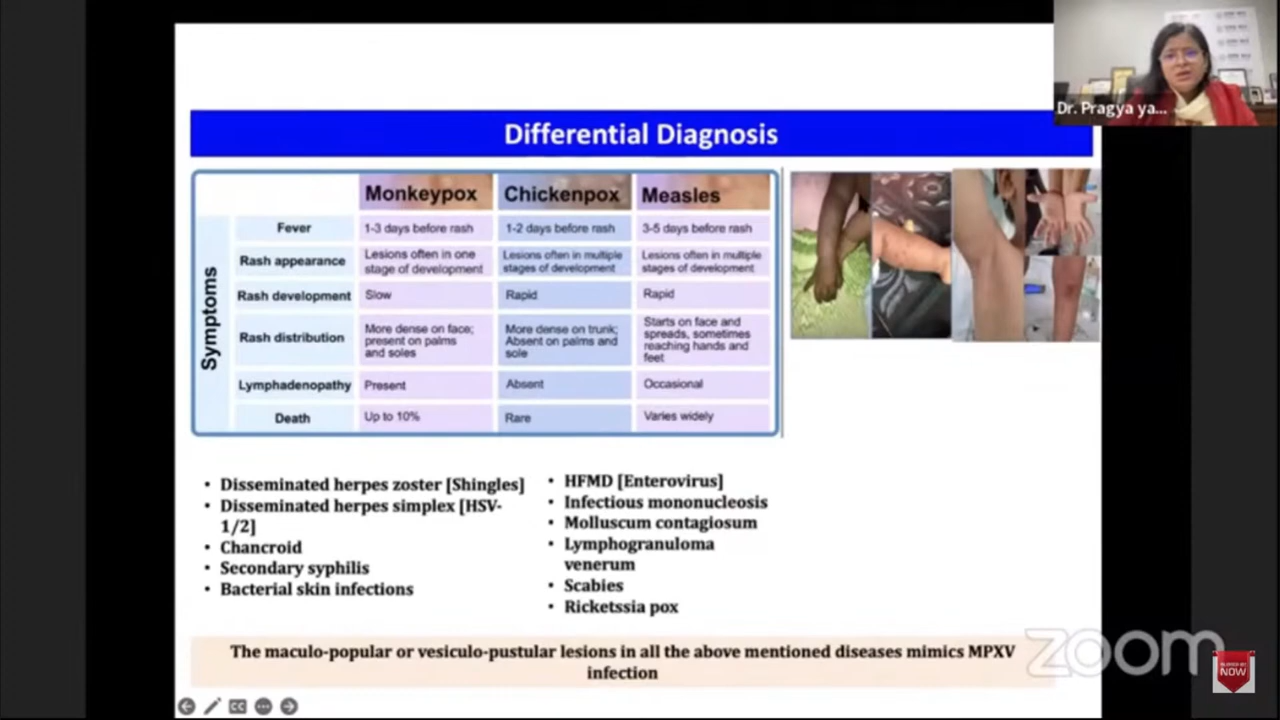 Dr. Pragya ya...
Differential Diagnosis
Monkeypox Chickenpox Measles
Symptoms
Fever 1-3 days before rash 1-2 days before rash 3-5 days before rash
Rash appearance Lesions often in one Lesions often in multiple Lesions often in multiple
stage of development stages of development stages of development
Rash development Slow Rapid Rapid
Rash distribution More dense on face; More dense on trunk; Starts on face and
present on palms Absent on palms and spreads, sometimes
and soles sole reaching hands and
feet
Lymphadenopathy Present Absent Occasional
Death Up to 10% Rare Varies widely
• Disseminated herpes zoster [Shingles]
• Disseminated herpes simplex [HSV-
1/2]
• Chancroid
• Secondary syphilis
• Bacterial skin infections
• HFMD [Enterovirus]
• Infectious mononucleosis
• Molluscum contagiosum
• Lymphogranuloma
venerum
• Scabies
• Ricketssia pox
The maculo-popular or vesiculo-pustular lesions in all the above mentioned diseases mimics MPXV
infection
zoom
NOW
CC